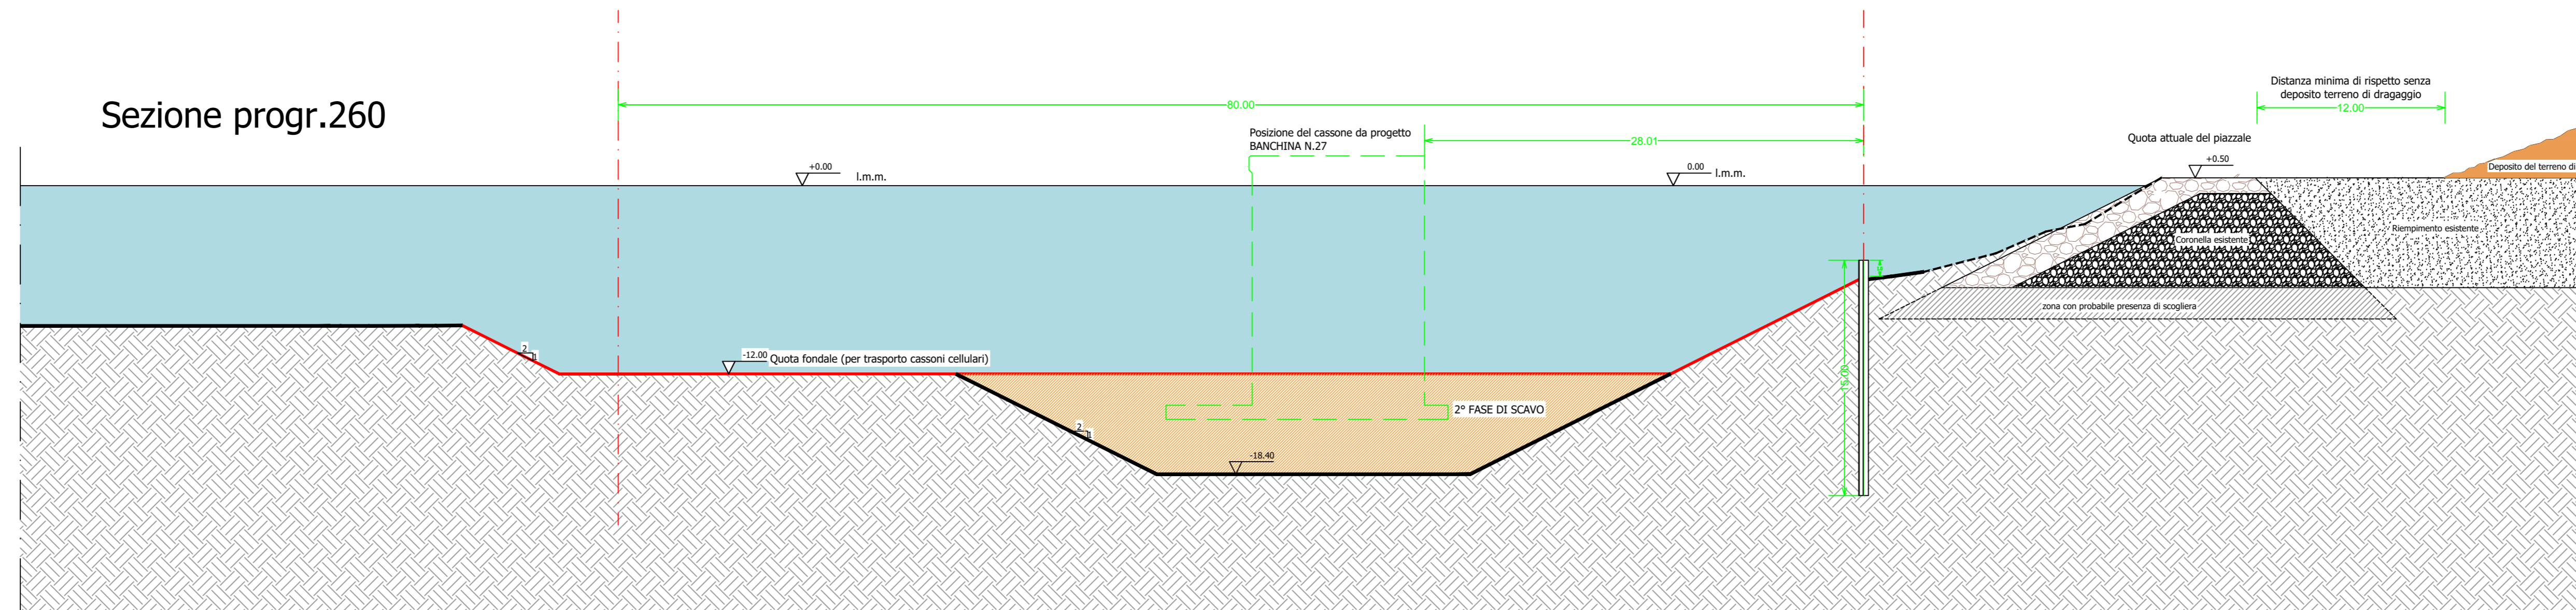 Sezione progr.260
80.00
Distanza minima di rispetto senza
deposito terreno di dragaggio
12.00
Posizione del cassone da progetto
BANCHINA N.27
28.01
Quota attuale del piazzale
+0.50
+0.00
l.m.m.
0.00
l.m.m.
Deposito del terreno di
Riempimento esistente
Coronella esistente
zona con probabile presenza di scogliera
2
1
-12.00
Quota fondale (per trasporto cassoni cellulari)
15.00
2° FASE DI SCAVO
2
1
-18.40